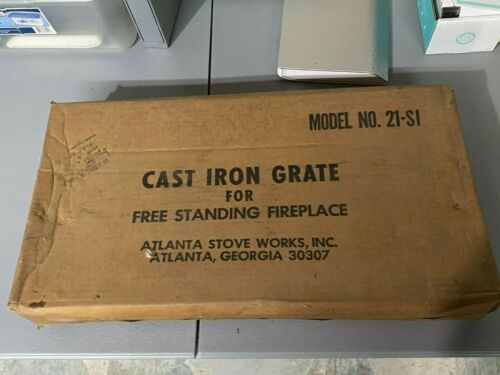 MODEL NO. 21-S1
CAST IRON GRATE
FOR
FREE STANDING FIREPLACE
ATLANTA STOVE WORKS, INC.
ATLANTA, GEORGIA 30307